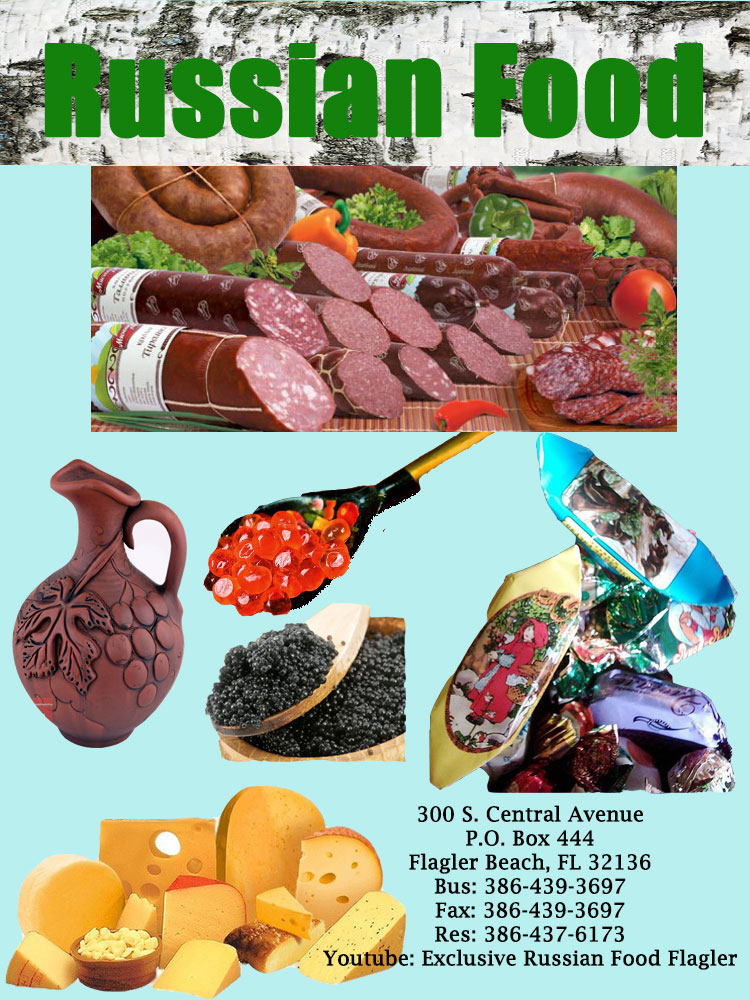 Russian Food
300 S. Central Avenue
P.O. Box 444
Flagler Beach, FL 32136
Bus: 386-439-3697
Fax: 386-439-3697
Res: 386-437-6173
Youtube: Exclusive Russian Food Flagler